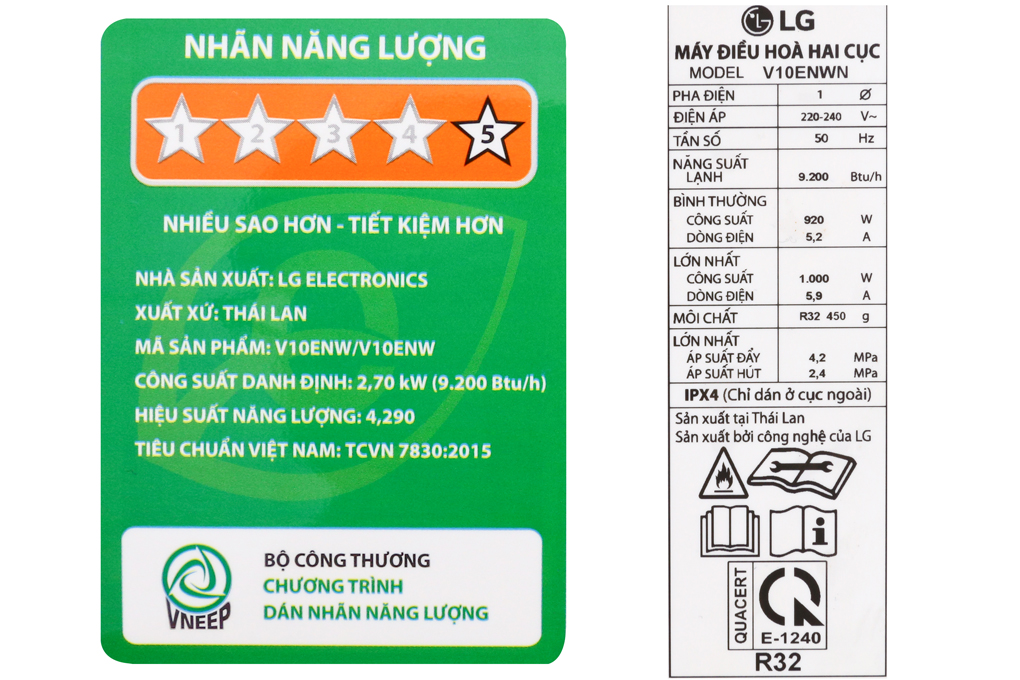 NHÃN NĂNG LƯỢNG
1 2 3 4 5
NHIỀU SAO HƠN - TIẾT KIỆM HƠN
NHÀ SẢN XUẤT: LG ELECTRONICS
XUẤT XỨ: THÁI LAN
MÃ SẢN PHẨM: V10ENW/V10ENW
CÔNG SUẤT DANH ĐỊNH: 2,70 kW (9.200 Btu/h)
HIỆU SUẤT NĂNG LƯỢNG: 4,290
TIÊU CHUẨN VIỆT NAM: TCVN 7830:2015
VNEEP
BỘ CÔNG THƯƠNG
CHƯƠNG TRÌNH
DÁN NHÃN NĂNG LƯỢNG
LG
MÁY ĐIỀU HOÀ HAI CỤC
MODEL V10ENWN
PHA ĐIỆN 1 Ø
ĐIỆN ÁP 220-240 V~
TẦN SỐ 50 Hz
NĂNG SUẤT
LẠNH 9.200 Btu/h
BÌNH THƯỜNG
CÔNG SUẤT 920 W
DÒNG ĐIỆN 5,2 A
LỚN NHẤT
CÔNG SUẤT 1.000 W
DÒNG ĐIỆN 5,9 A
MÔI CHẤT R32 450 g
LỚN NHẤT
ÁP SUẤT ĐẨY 4,2 MPa
ÁP SUẤT HÚT 2,4 MPa
IPX4 (Chỉ dán ở cục ngoài)
Sản xuất tại Thái Lan
Sản xuất bởi công nghệ của LG
QUACERT
E-1240
R32